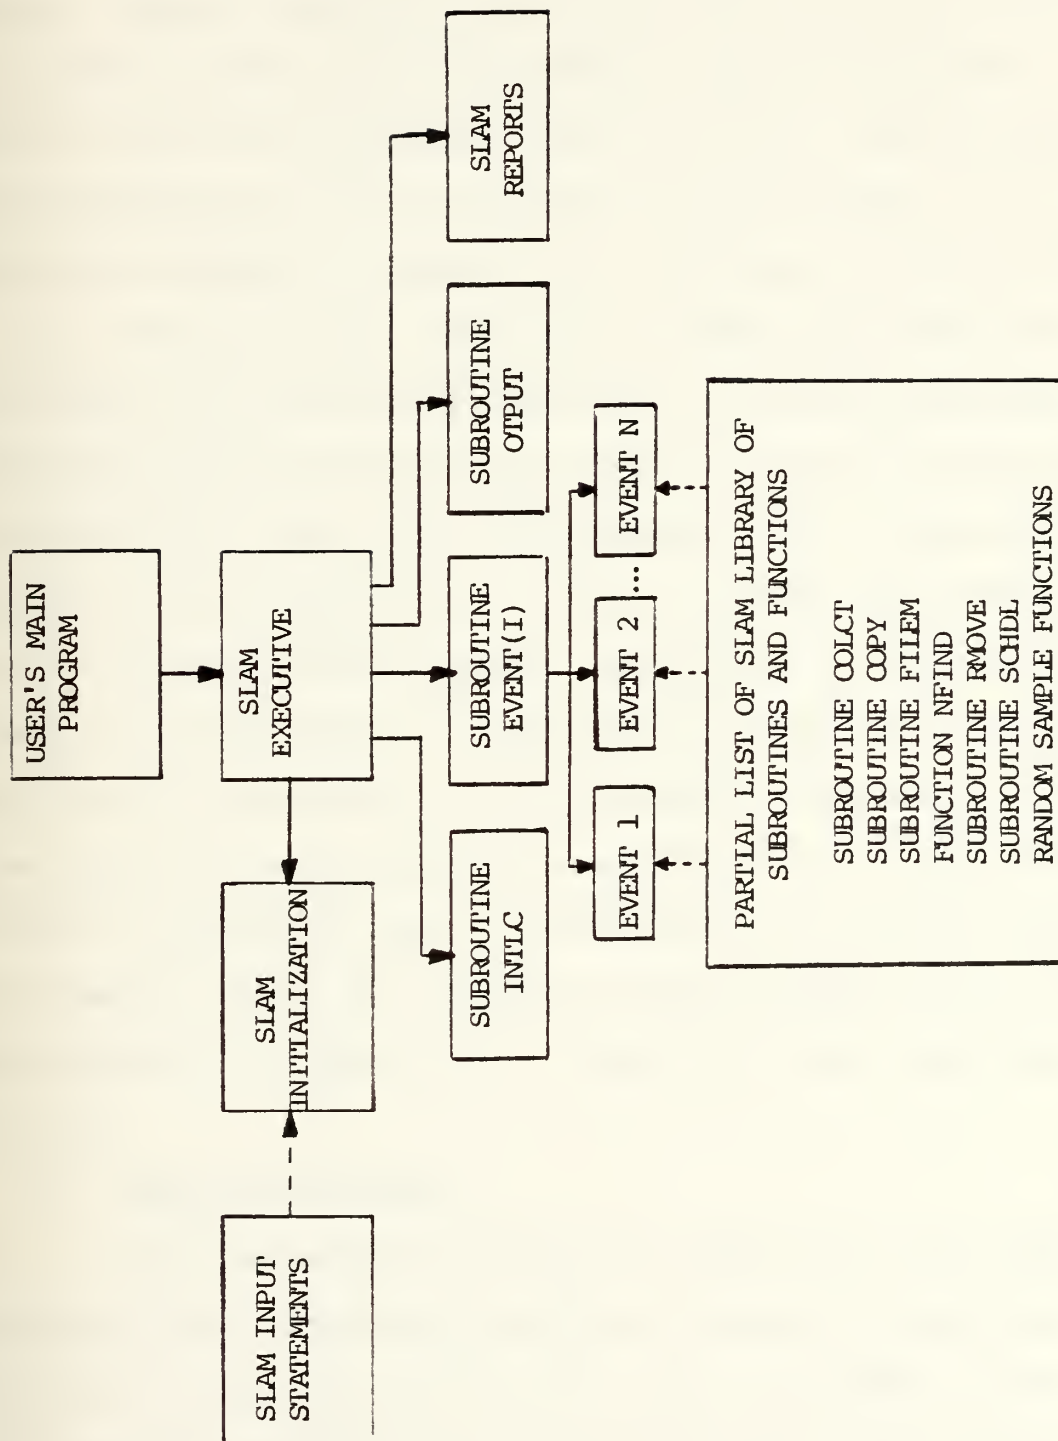 USER'S MAIN
PROGRAM
SLAM INPUT
STATEMENTS
SLAM
INITIALIZATION
SLAM
EXECUTIVE
SUBROUTINE
INTLC
SUBROUTINE
EVENT(I)
SUBROUTINE
OTPUT
SLAM
REPORTS
EVENT 1
EVENT 2
...
EVENT N
PARTIAL LIST OF SLAM LIBRARY OF
SUBROUTINES AND FUNCTIONS
SUBROUTINE COLCT
SUBROUTINE COPY
SUBROUTINE FILEM
FUNCTION NFIND
SUBROUTINE RMOVE
SUBROUTINE SCHDL
RANDOM SAMPLE FUNCTIONS